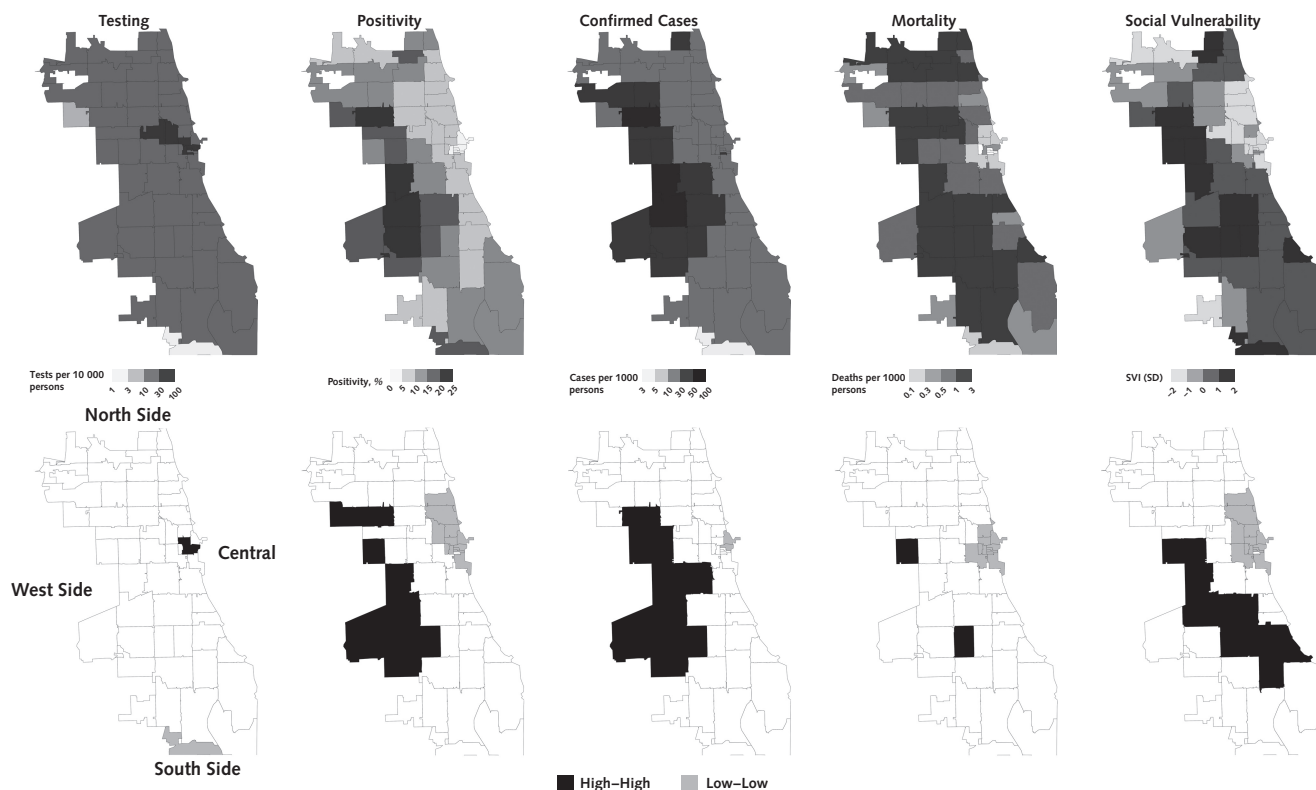 Testing
Positivity
Confirmed Cases
Mortality
Social Vulnerability
Tests per 10 000
persons
1 3 10 30 100
Positivity, %
0 5 10 15 20 25
Cases per 1000
persons
3 5 10 30 50 100
Deaths per 1000
persons
0.1 0.3 0.5 1 3
SVI (SD)
−2 −1 0 1 2
North Side
Central
West Side
South Side
High–High
Low–Low